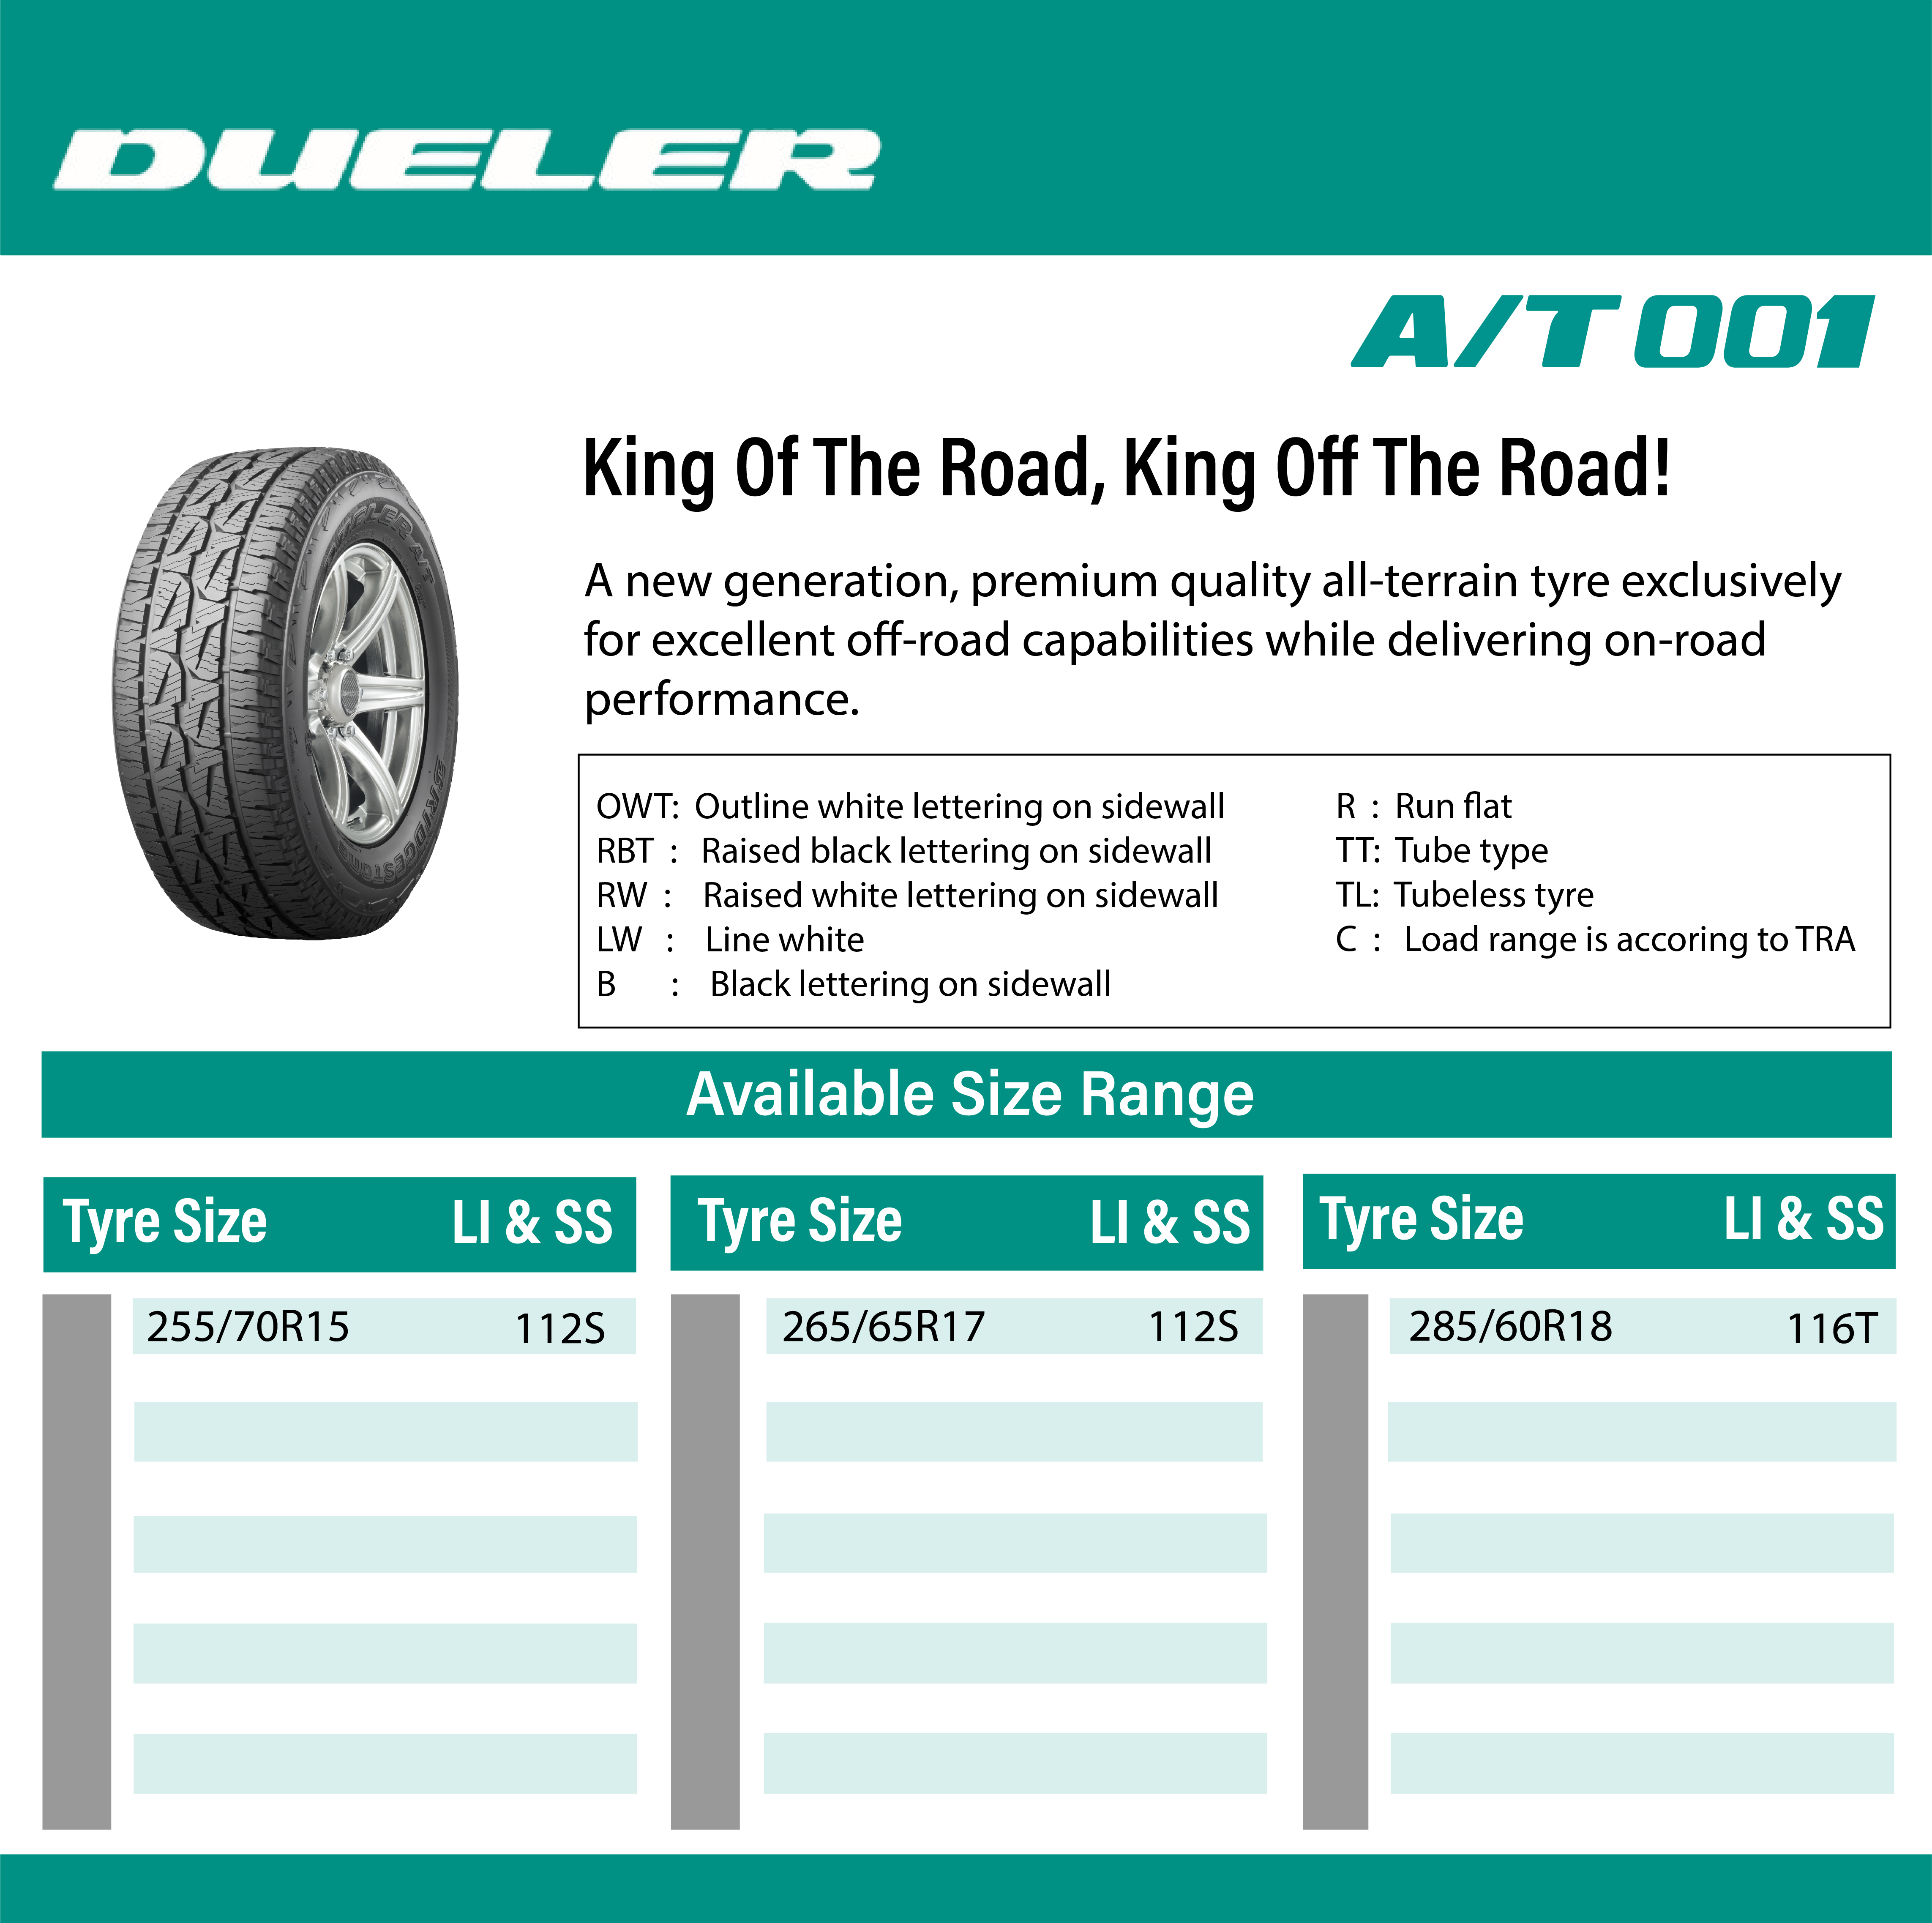 DUELER
A/T 001
King Of The Road, King Off The Road!
A new generation, premium quality all-terrain tyre exclusively
for excellent off-road capabilities while delivering on-road
performance.
DUELER A/T
BRIDGESTONE
OWT: Outline white lettering on sidewall
RBT : Raised black lettering on sidewall
RW : Raised white lettering on sidewall
LW : Line white
B : Black lettering on sidewall
R : Run flat
TT: Tube type
TL: Tubeless tyre
C : Load range is accoring to TRA
Available Size Range
Tyre Size LI & SS
255/70R15 112S
Tyre Size LI & SS
265/65R17 112S
Tyre Size LI & SS
285/60R18 116T